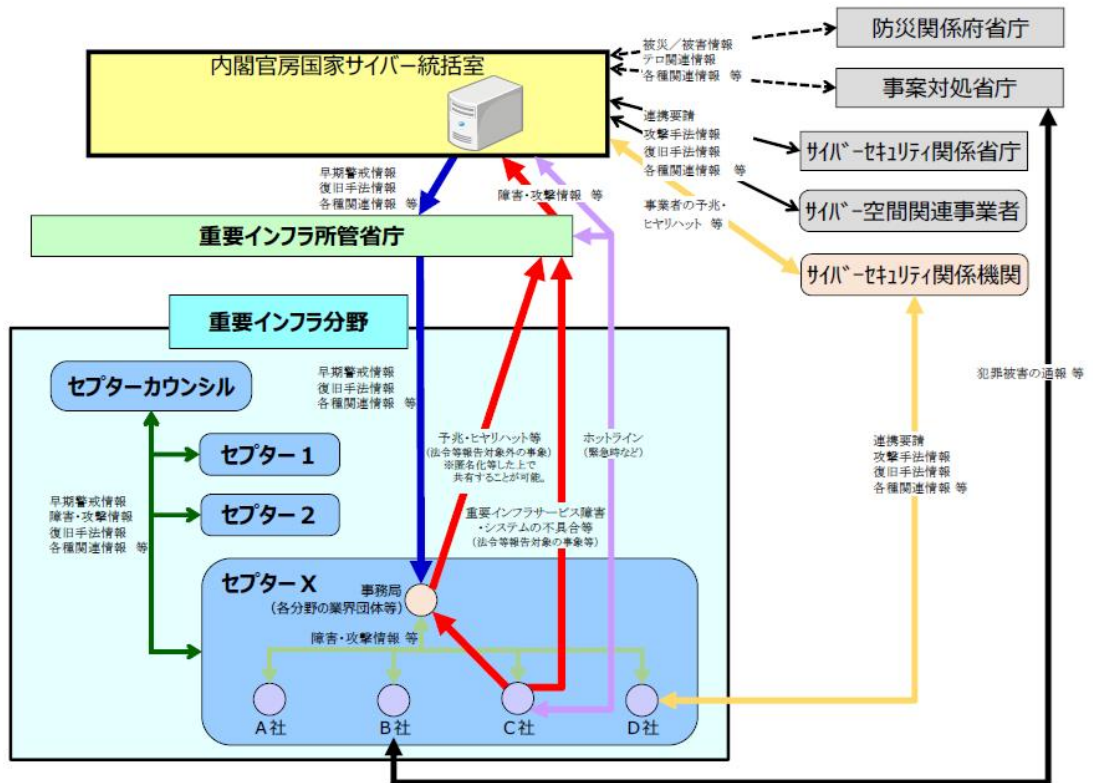 防災関係府省庁
被災／被害情報
テロ関連情報
各種関連情報 等
内閣官房国家サイバー統括室
事案対処省庁
連携要請
攻撃手法情報
復旧手法情報
各種関連情報 等
サイバーセキュリティ関係省庁
早期警戒情報
復旧手法情報
各種関連情報 等
障害・攻撃情報 等
事業者の予兆・
ヒヤリハット 等
サイバー空間関連事業者
重要インフラ所管省庁
サイバーセキュリティ関係機関
重要インフラ分野
セプターカウンシル
早期警戒情報
復旧手法情報
各種関連情報 等
犯罪被害の通報 等
セプター１
予兆・ヒヤリハット等
(法令等報告対象外の事象)
※匿名化等した上で
共有することが可能。
ホットライン
(緊急時など)
連携要請
攻撃手法情報
復旧手法情報
各種関連情報 等
早期警戒情報
障害・攻撃情報
復旧手法情報
各種関連情報 等
セプター２
重要インフラサービス障害
・システムの不具合等
(法令等報告対象の事象等)
セプターX
事務局
(各分野の業界団体等)
障害・攻撃情報 等
A社
B社
C社
D社